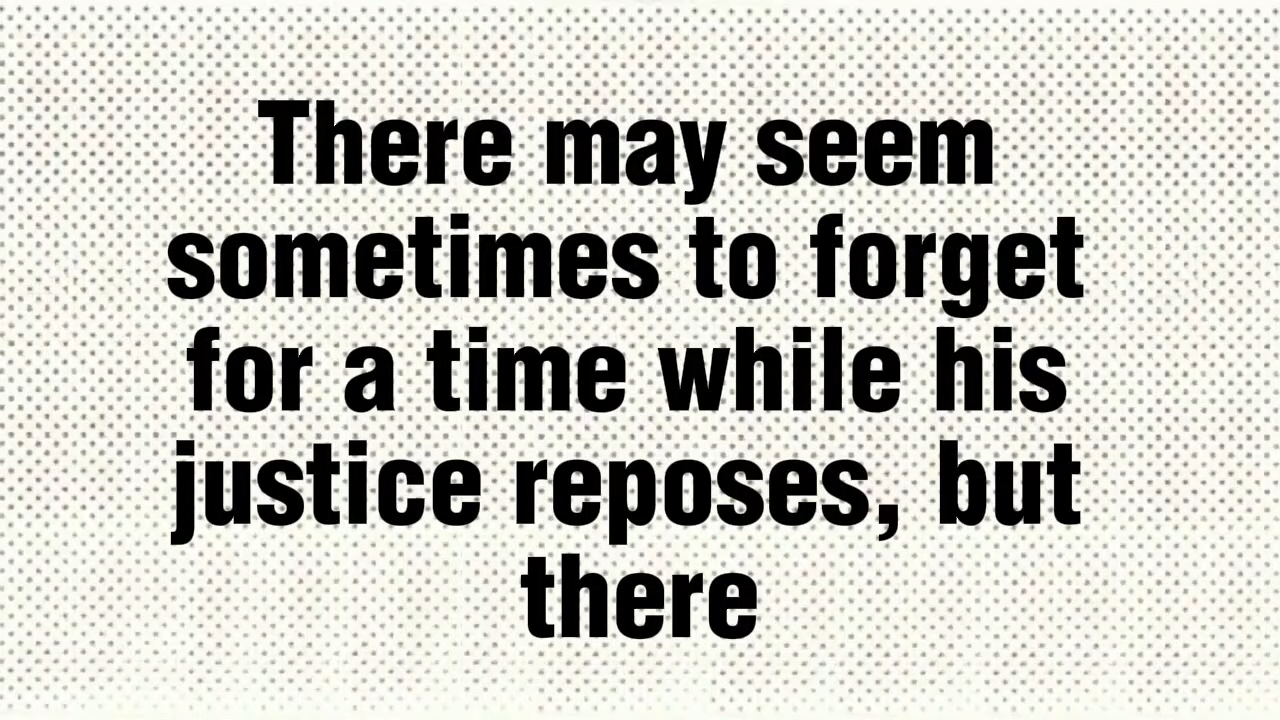 There may seem
sometimes to forget
for a time while his
justice reposes, but
there